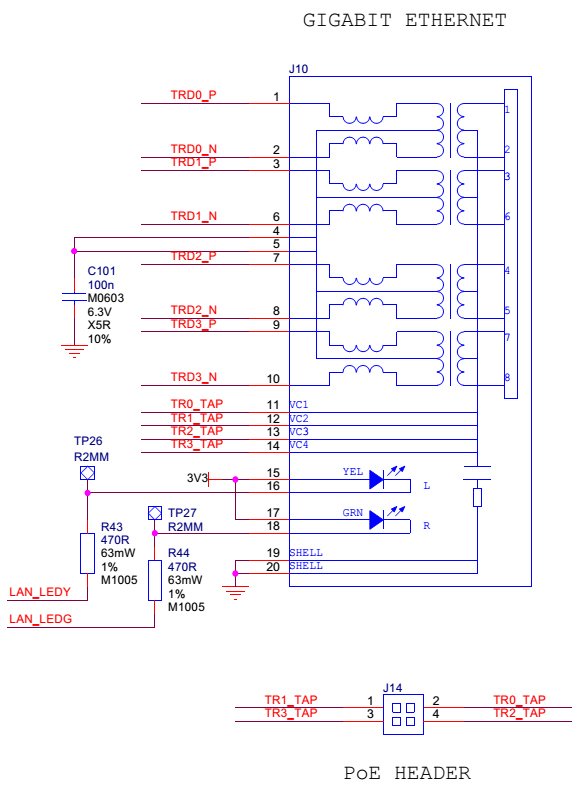 GIGABIT ETHERNET
J10
TRD0_P 1 1
TRD0_N 2 2
TRD1_P 3 3
TRD1_N 6 6
4
5
TRD2_P 7 4
C101
100n
M0603
6.3V
X5R
10%
TRD2_N 8 5
TRD3_P 9 7
TRD3_N 10 8
TR0_TAP 11 VC1
TR1_TAP 12 VC2
TR2_TAP 13 VC3
TR3_TAP 14 VC4
TP26
R2MM
3V3 15 YEL
16 L
TP27
R2MM
17 GRN
18 R
R43
470R
63mW
1%
M1005
R44
470R
63mW
1%
M1005
19 SHELL
20 SHELL
LAN_LEDY
LAN_LEDG
J14
TR1_TAP 1 2 TR0_TAP
TR3_TAP 3 4 TR2_TAP
PoE HEADER